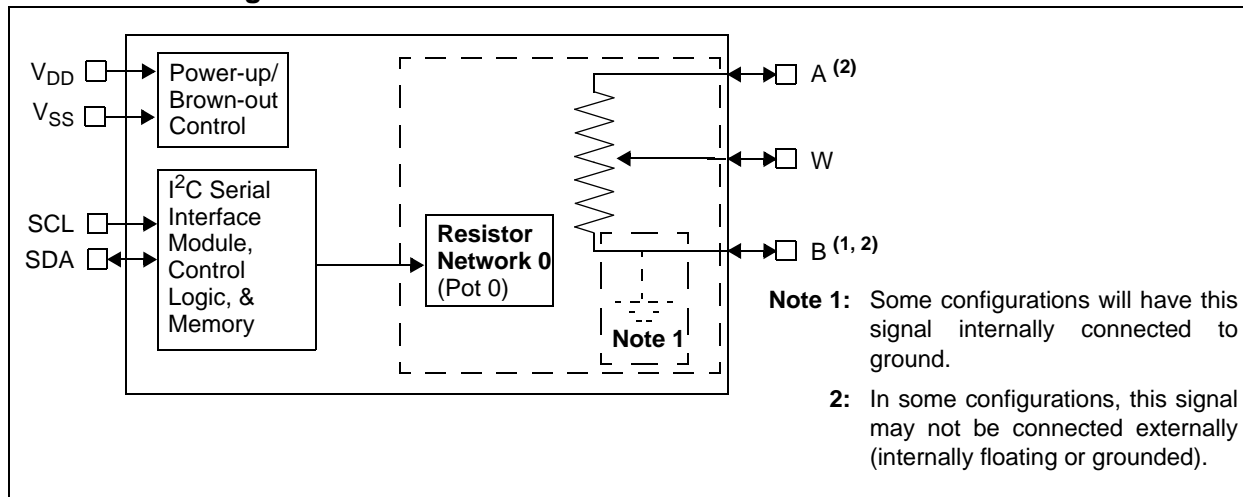 V_DD
V_SS
Power-up/
Brown-out
Control
SCL
SDA
I²C Serial
Interface
Module,
Control
Logic, &
Memory
Resistor
Network 0
(Pot 0)
A (2)
W
B (1, 2)
Note 1
Note 1: Some configurations will have this
signal internally connected to
ground.
2: In some configurations, this signal
may not be connected externally
(internally floating or grounded).